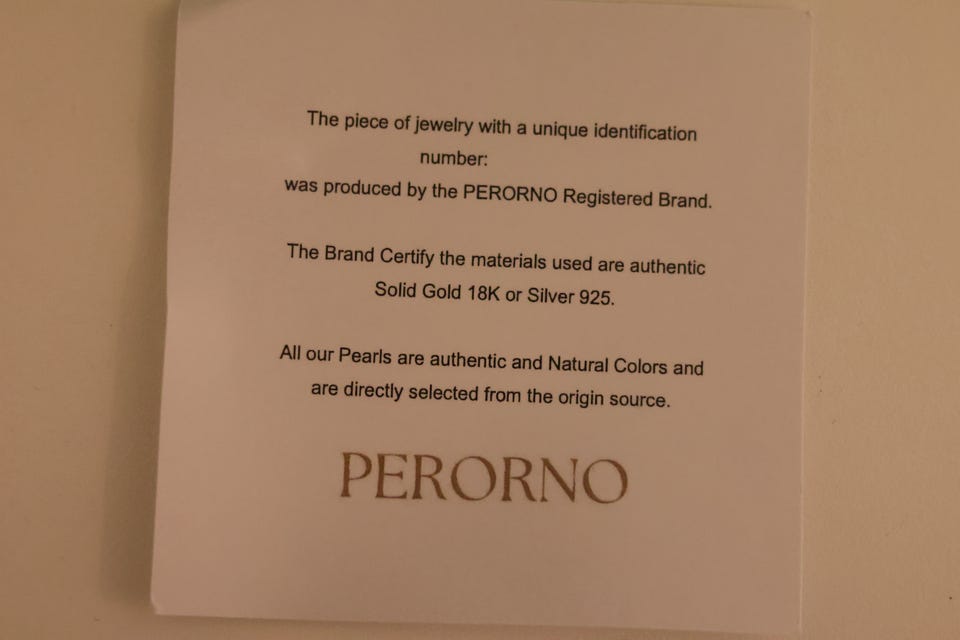 The piece of jewelry with a unique identification
number:
was produced by the PERORNO Registered Brand.
The Brand Certify the materials used are authentic
Solid Gold 18K or Silver 925.
All our Pearls are authentic and Natural Colors and
are directly selected from the origin source.
PERORNO